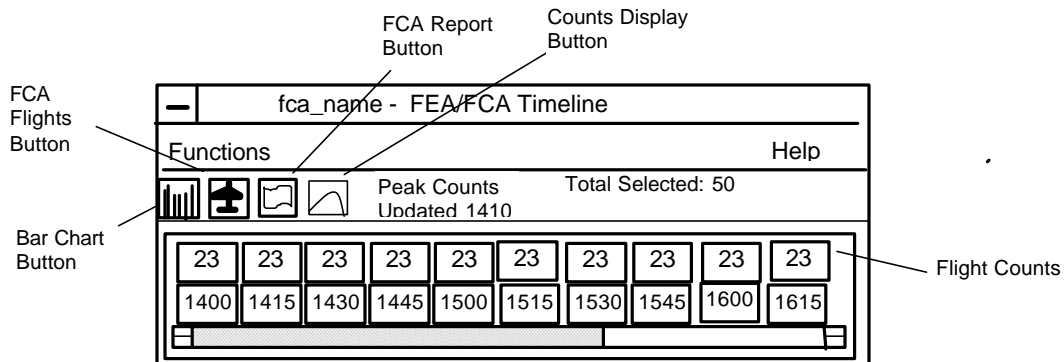 FCA Report
Button
Counts Display
Button
FCA
Flights
Button
fca_name - FEA/FCA Timeline
Functions
Help
Peak Counts
Updated 1410
Total Selected: 50
Bar Chart
Button
23 23 23 23 23 23 23 23 23 23
1400 1415 1430 1445 1500 1515 1530 1545 1600 1615
Flight Counts